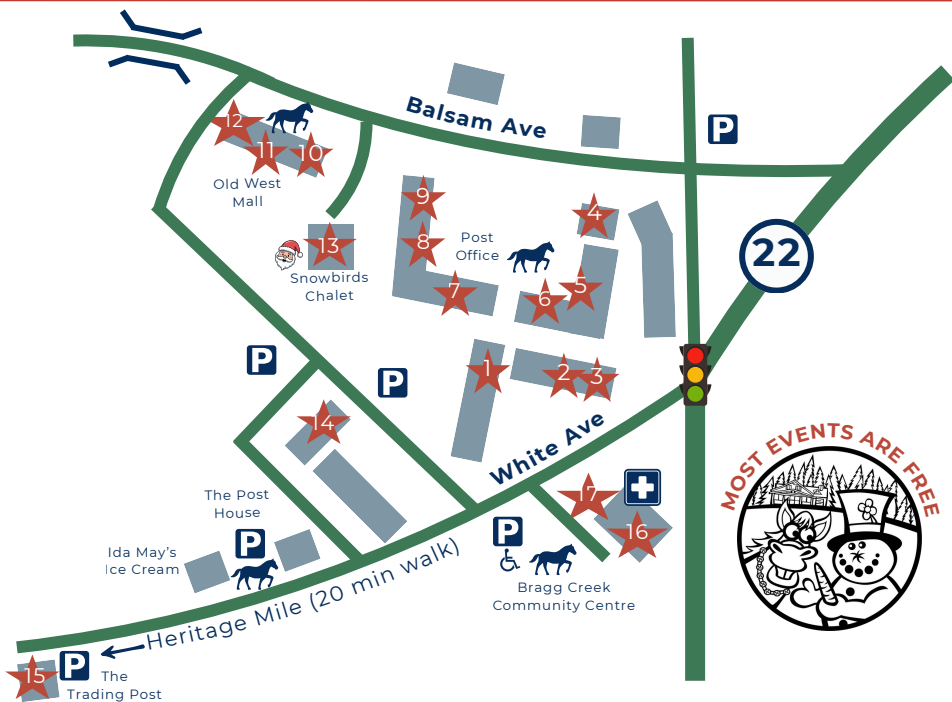 Balsam Ave
P
12
11
10
Old West
Mall
9
4
8
Post
Office
13
Snowbirds
Chalet
22
5
6
7
P
P
1
2
3
14
White Ave
MOST EVENTS ARE FREE
17
16
The Post
House
P
P
Ida May's
Ice Cream
Bragg Creek
Community Centre
Heritage Mile (20 min walk)
15
P
The
Trading Post